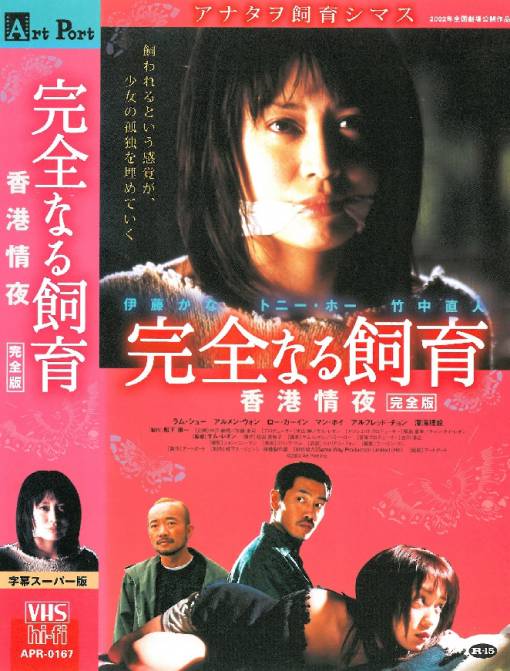 Art Port
完全なる飼育
香港情夜
完全版
字幕スーパー版
VHS
hi-fi
APR-0167
アナタヲ飼育シマス
2002年全国劇場公開作品
飼われるという感覚が、
少女の孤独を埋めていく
伊藤かな トニー・ホー 竹中直人
完全なる飼育
香港情夜 完全版
ラム・シュー アルメン・ウォン ロー・カーイン マン・ホイ アルフレッド・チョン 深浦理紗
R-15